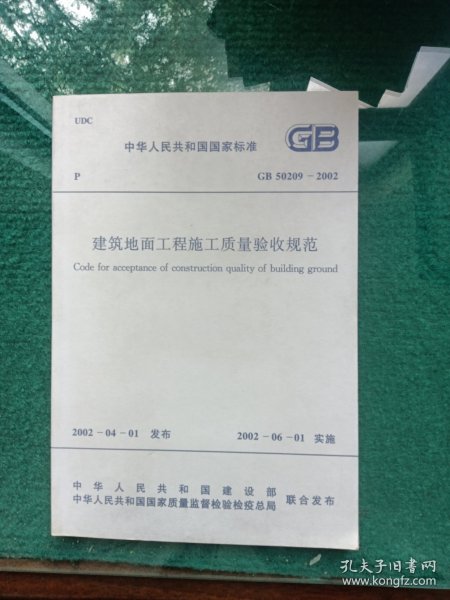 UDC
中华人民共和国国家标准
GB
P
GB 50209－2002
建筑地面工程施工质量验收规范
Code for acceptance of construction quality of building ground
2002－04－01 发布
2002－06－01 实施
中华人民共和国建设部
中华人民共和国国家质量监督检验检疫总局
联合发布
孔夫子旧书网
www.kongfz.com